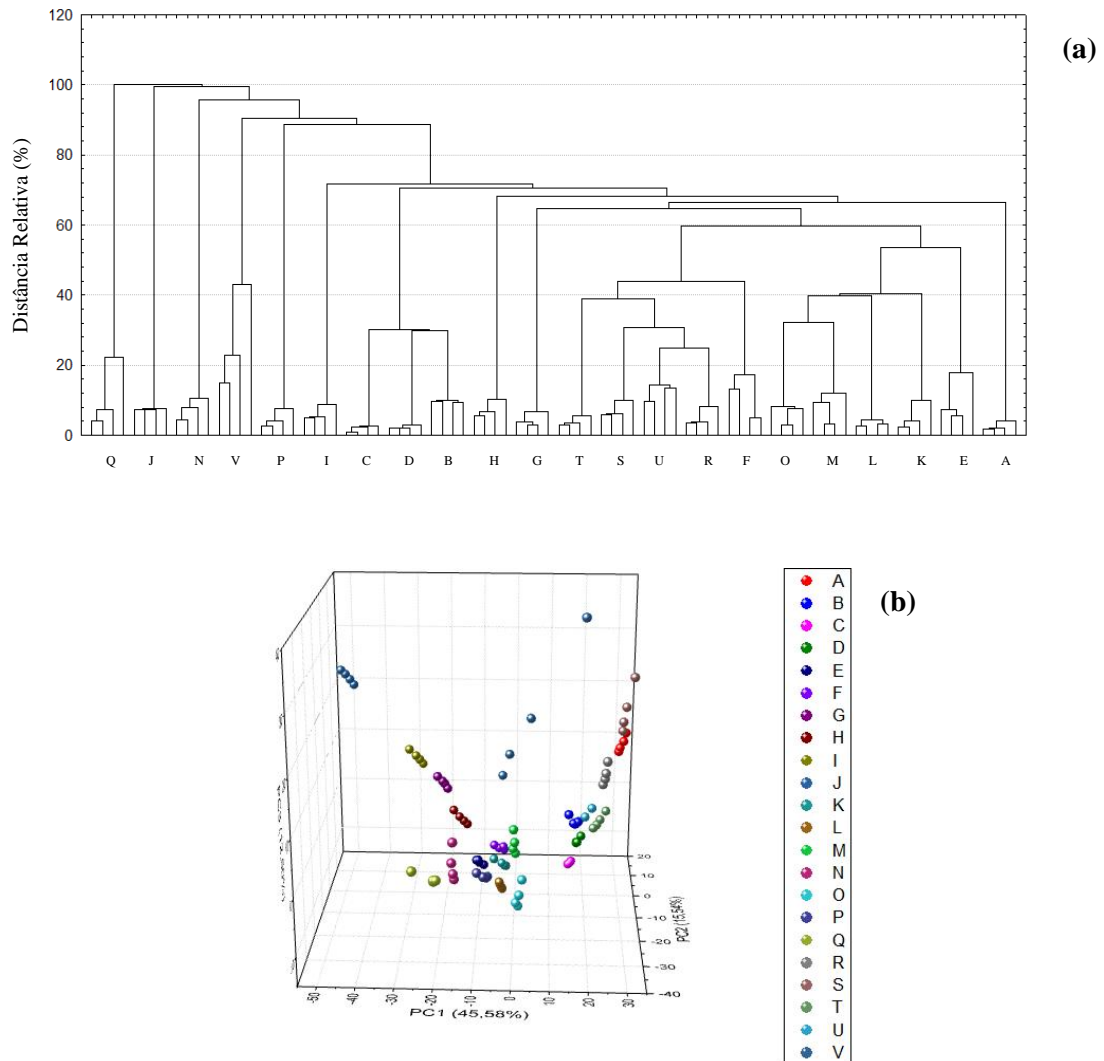 (a)
Distância Relativa (%)
120
100
80
60
40
20
0
Q J N V P I C D B H G T S U R F O M L K E A
(b)
A
B
C
D
E
F
G
H
I
J
K
L
M
N
O
P
Q
R
S
T
U
V
20
10
0
-10
-20
-30
-40
PC2 (15,54%)
-50 -40 -30 -20 -10 0 10 20 30
PC1 (45,58%)